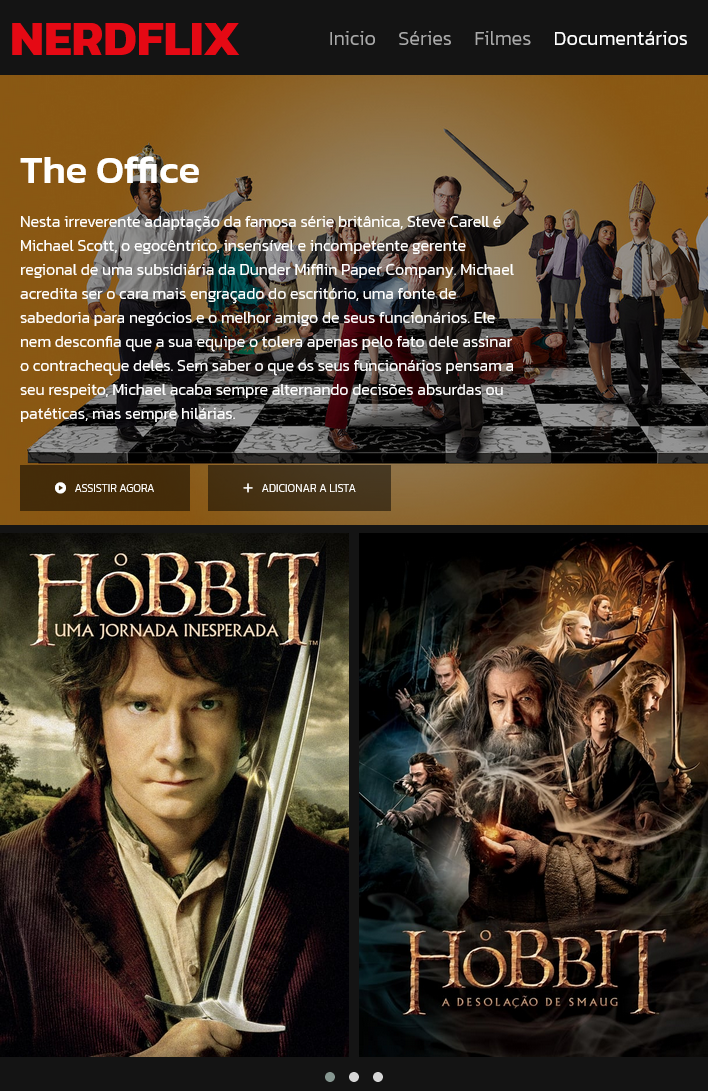 NERDFLIX
Inicio Séries Filmes Documentários
The Office
Nesta irreverente adaptação da famosa série britânica, Steve Carell é
Michael Scott, o egocêntrico, insensível e incompetente gerente
regional de uma subsidiária da Dunder Mifflin Paper Company. Michael
acredita ser o cara mais engraçado do escritório, uma fonte de
sabedoria para negócios e o melhor amigo de seus funcionários. Ele
nem desconfia que a sua equipe o tolera apenas pelo fato dele assinar
o contracheque deles. Sem saber o que os seus funcionários pensam a
seu respeito, Michael acaba sempre alternando decisões absurdas ou
patéticas, mas sempre hilárias.
ASSISTIR AGORA
ADICIONAR A LISTA
HOBBIT
UMA JORNADA INESPERADA
TM
HOBBIT
A DESOLAÇÃO DE SMAUG